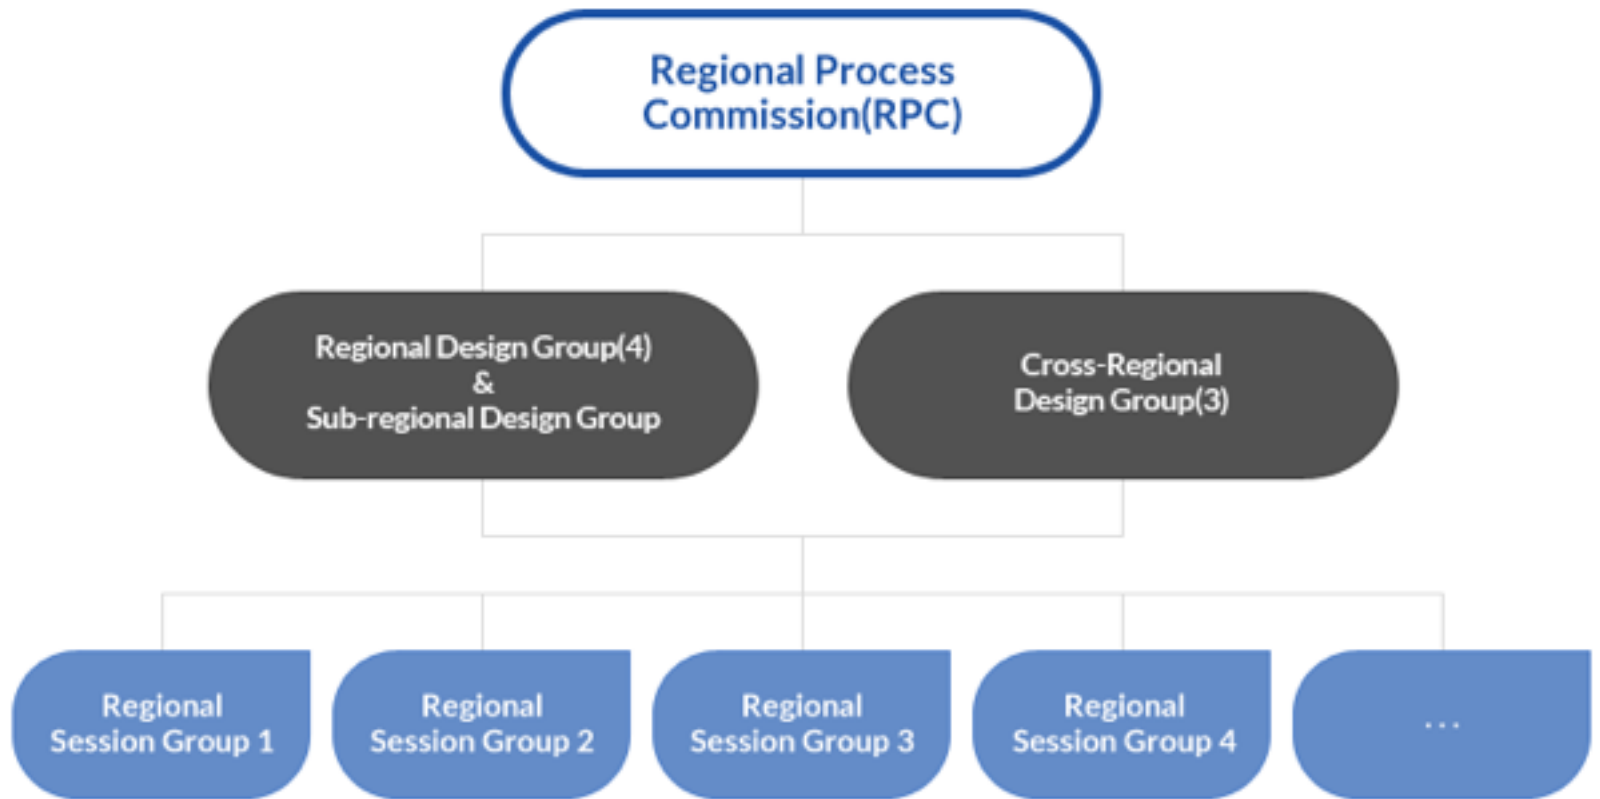 Regional Process
Commission(RPC)
Regional Design Group(4)
&
Sub-regional Design Group
Cross-Regional
Design Group(3)
Regional
Session Group 1
Regional
Session Group 2
Regional
Session Group 3
Regional
Session Group 4
...